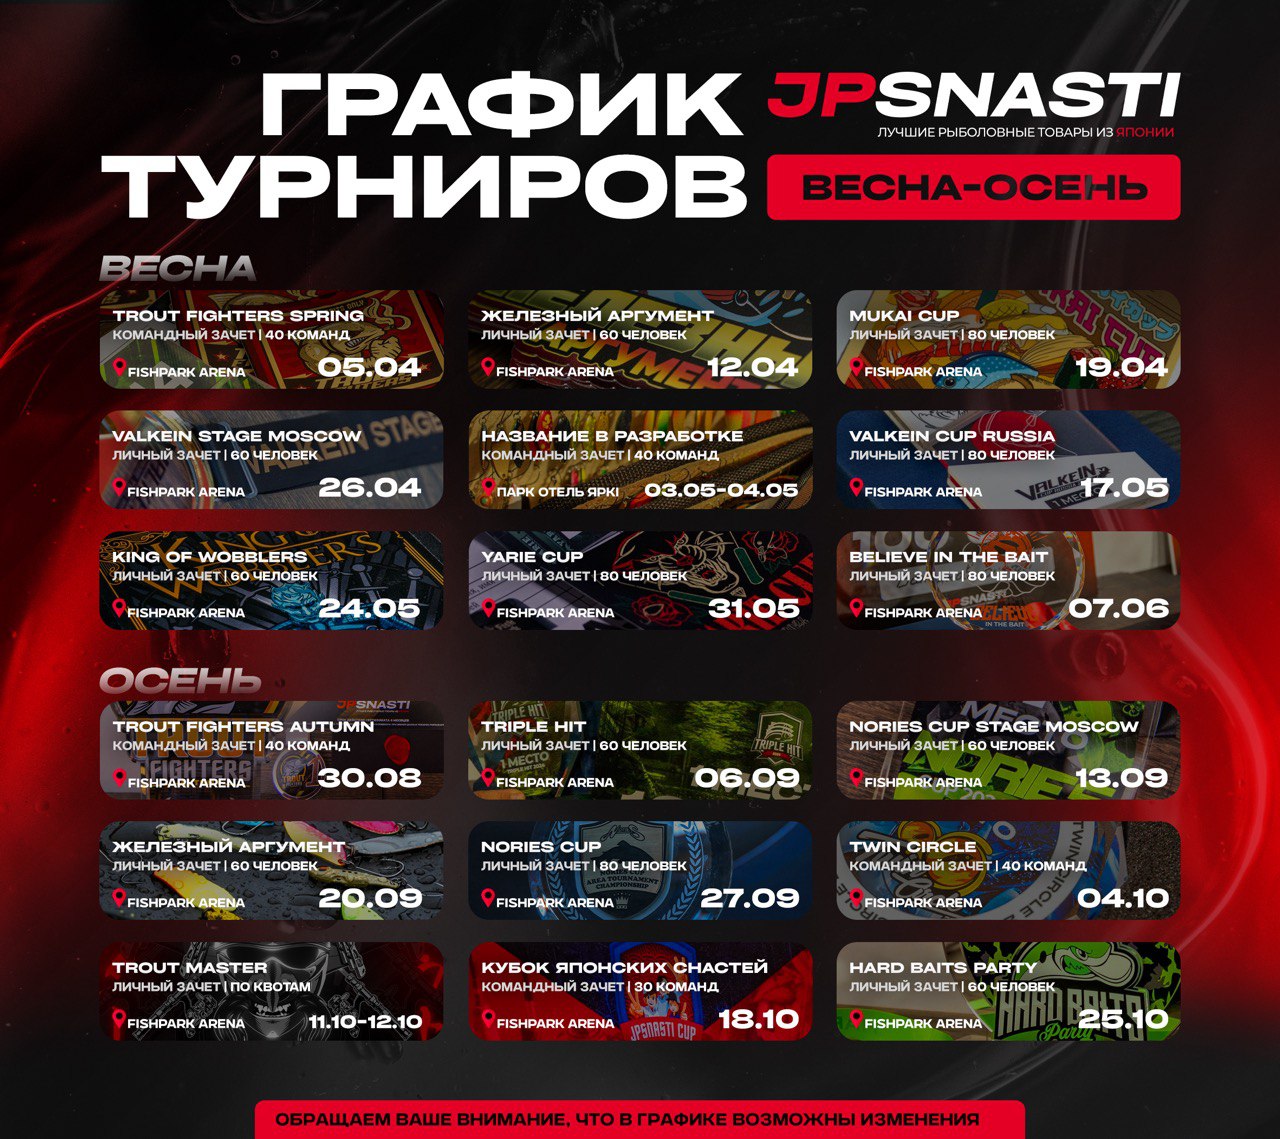 ГРАФИК
ТУРНИРОВ
JPSNASTI
ЛУЧШИЕ РЫБОЛОВНЫЕ ТОВАРЫ ИЗ ЯПОНИИ
ВЕСНА-ОСЕНЬ
ВЕСНА
TROUT FIGHTERS SPRING
КОМАНДНЫЙ ЗАЧЕТ | 40 КОМАНД
FISHPARK ARENA 05.04
ЖЕЛЕЗНЫЙ АРГУМЕНТ
ЛИЧНЫЙ ЗАЧЕТ | 60 ЧЕЛОВЕК
FISHPARK ARENA 12.04
MUKAI CUP
ЛИЧНЫЙ ЗАЧЕТ | 80 ЧЕЛОВЕК
FISHPARK ARENA 19.04
VALKEIN STAGE MOSCOW
ЛИЧНЫЙ ЗАЧЕТ | 60 ЧЕЛОВЕК
FISHPARK ARENA 26.04
НАЗВАНИЕ В РАЗРАБОТКЕ
КОМАНДНЫЙ ЗАЧЕТ | 40 КОМАНД
ПАРК ОТЕЛЬ ЯРКІ 03.05-04.05
VALKEIN CUP RUSSIA
ЛИЧНЫЙ ЗАЧЕТ | 80 ЧЕЛОВЕК
FISHPARK ARENA 17.05
KING OF WOBBLERS
ЛИЧНЫЙ ЗАЧЕТ | 60 ЧЕЛОВЕК
FISHPARK ARENA 24.05
YARIE CUP
ЛИЧНЫЙ ЗАЧЕТ | 80 ЧЕЛОВЕК
FISHPARK ARENA 31.05
BELIEVE IN THE BAIT
ЛИЧНЫЙ ЗАЧЕТ | 80 ЧЕЛОВЕК
FISHPARK ARENA 07.06
ОСЕНЬ
TROUT FIGHTERS AUTUMN
КОМАНДНЫЙ ЗАЧЕТ | 40 КОМАНД
FISHPARK ARENA 30.08
TRIPLE HIT
ЛИЧНЫЙ ЗАЧЕТ | 60 ЧЕЛОВЕК
FISHPARK ARENA 06.09
NORIES CUP STAGE MOSCOW
ЛИЧНЫЙ ЗАЧЕТ | 60 ЧЕЛОВЕК
FISHPARK ARENA 13.09
ЖЕЛЕЗНЫЙ АРГУМЕНТ
ЛИЧНЫЙ ЗАЧЕТ | 60 ЧЕЛОВЕК
FISHPARK ARENA 20.09
NORIES CUP
ЛИЧНЫЙ ЗАЧЕТ | 80 ЧЕЛОВЕК
FISHPARK ARENA 27.09
TWIN CIRCLE
КОМАНДНЫЙ ЗАЧЕТ | 40 КОМАНД
FISHPARK ARENA 04.10
TROUT MASTER
ЛИЧНЫЙ ЗАЧЕТ | ПО КВОТАМ
FISHPARK ARENA 11.10-12.10
КУБОК ЯПОНСКИХ СНАСТЕЙ
КОМАНДНЫЙ ЗАЧЕТ | 30 КОМАНД
FISHPARK ARENA 18.10
HARD BAITS PARTY
ЛИЧНЫЙ ЗАЧЕТ | 60 ЧЕЛОВЕК
FISHPARK ARENA 25.10
ОБРАЩАЕМ ВАШЕ ВНИМАНИЕ, ЧТО В ГРАФИКЕ ВОЗМОЖНЫ ИЗМЕНЕНИЯ